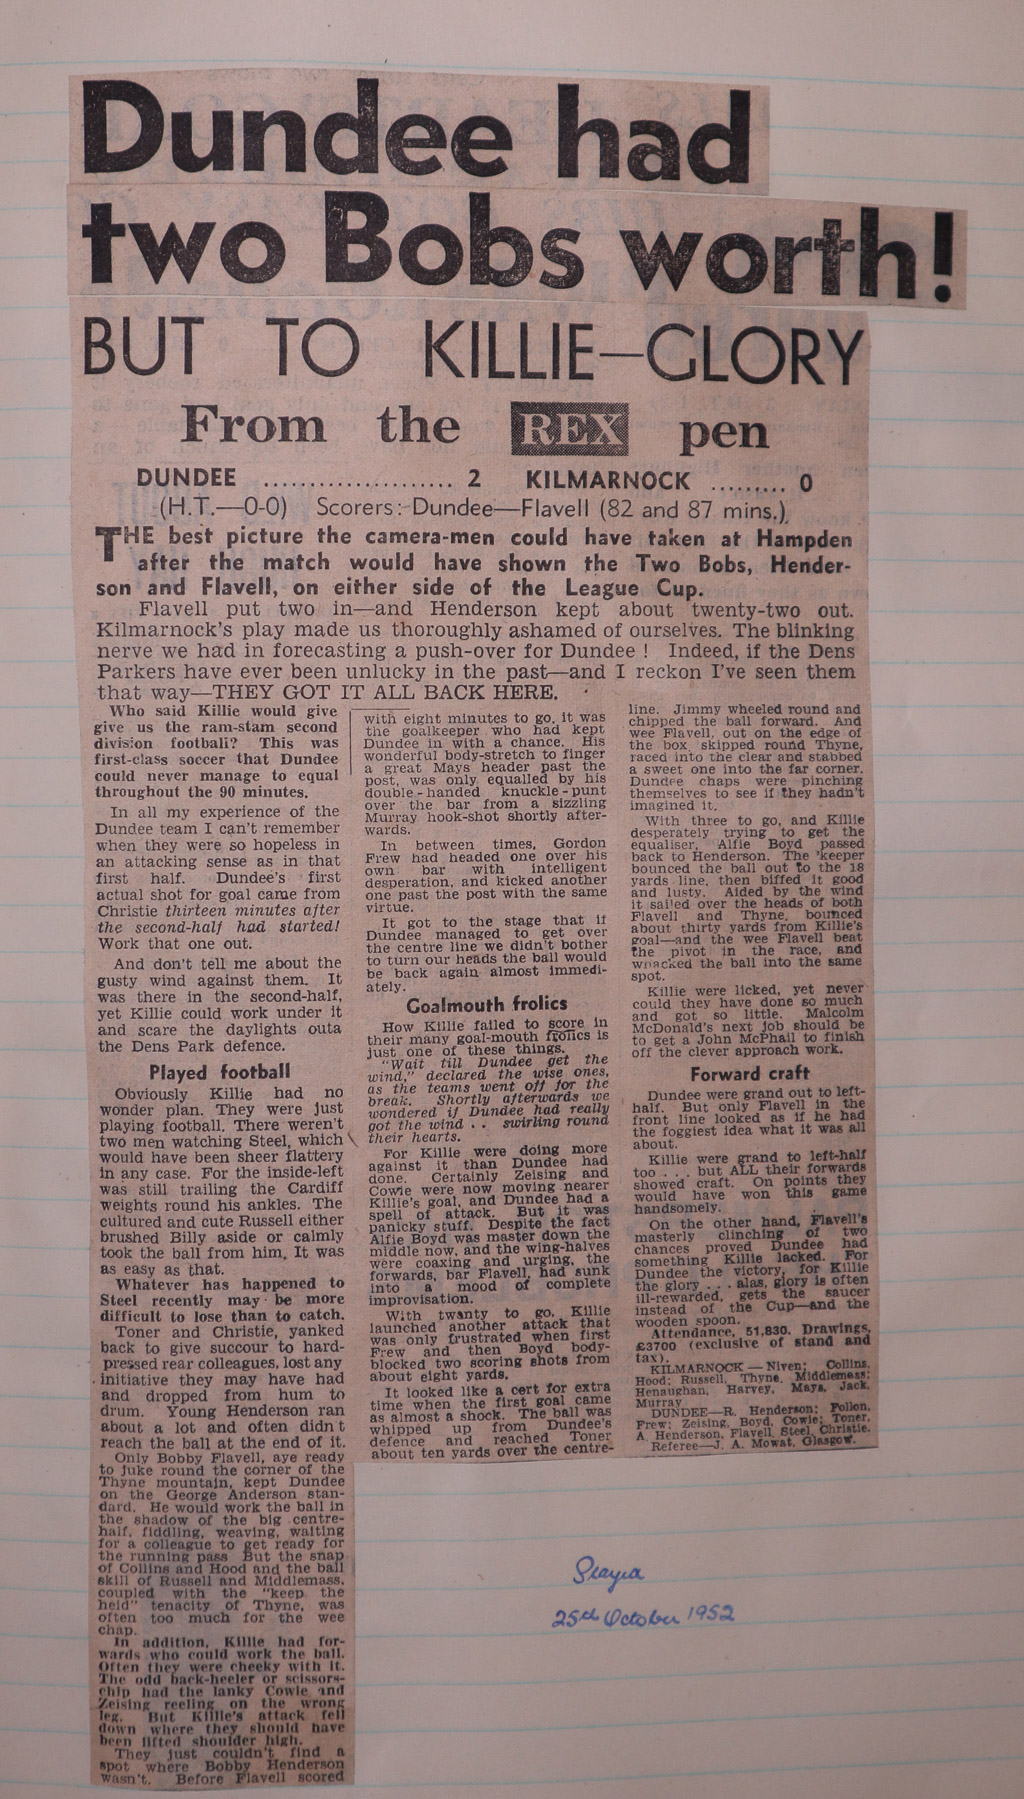 Dundee had
two Bobs worth!
BUT TO KILLIE—GLORY
From the REX pen
DUNDEE ..................... 2 KILMARNOCK ......... 0
(H.T.—0-0) Scorers:-Dundee—Flavell (82 and 87 mins.)
THE best picture the camera-men could have taken at Hampden
after the match would have shown the Two Bobs, Hender-
son and Flavell, on either side of the League Cup.
Flavell put two in—and Henderson kept about twenty-two out.
Kilmarnock's play made us thoroughly ashamed of ourselves. The blinking
nerve we had in forecasting a push-over for Dundee ! Indeed, if the Dens
Parkers have ever been unlucky in the past—and I reckon I've seen them
that way—THEY GOT IT ALL BACK HERE.
Who said Killie would give
give us the ram-stam second
division football? This was
first-class soccer that Dundee
could never manage to equal
throughout the 90 minutes.
In all my experience of the
Dundee team I can't remember
when they were so hopeless in
an attacking sense as in that
first half. Dundee's first
actual shot for goal came from
Christie thirteen minutes after
the second-half had started!
Work that one out.
And don't tell me about the
gusty wind against them. It
was there in the second-half,
yet Killie could work under it
and scare the daylights outa
the Dens Park defence.
Played football
Obviously Killie had no
wonder plan. They were just
playing football. There weren't
two men watching Steel, which
would have been sheer flattery
in any case. For the inside-left
was still trailing the Cardiff
weights round his ankles. The
cultured and cute Russell either
brushed Billy aside or calmly
took the ball from him. It was
as easy as that.
Whatever has happened to
Steel recently may be more
difficult to lose than to catch.
Toner and Christie, yanked
back to give succour to hard-
pressed rear colleagues, lost any
initiative they may have had
and dropped from hum to
drum. Young Henderson ran
about a lot and often didn't
reach the ball at the end of it.
Only Bobby Flavell, aye ready
to juke round the corner of the
Thyne mountain, kept Dundee
on the George Anderson stan-
dard. He would work the ball in
the shadow of the big centre-
half, fiddling, weaving, waiting
for a colleague to get ready for
the running pass But the snap
of Collins and Hood and the ball
skill of Russell and Middlemass,
coupled with the "keep the
held" tenacity of Thyne, was
often too much for the wee
chap.
In addition, Killie had for-
wards who could work the ball.
Often they were cheeky with it.
The odd back-heeler or scissors-
chip had the lanky Cowie and
Zeising reeling on the wrong
leg. But Killie's attack fell
down where they should have
been lifted shoulder high.
They just couldn't find a
spot where Bobby Henderson
wasn't. Before Flavell scored
with eight minutes to go, it was
the goalkeeper who had kept
Dundee in with a chance. His
wonderful body-stretch to finger
a great Mays header past the
post, was only equalled by his
double-handed knuckle-punt
over the bar from a sizzling
Murray hook-shot shortly after-
wards.
In between times, Gordon
Frew had headed one over his
own bar with intelligent
desperation, and kicked another
one past the post with the same
virtue.
It got to the stage that if
Dundee managed to get over
the centre line we didn't bother
to turn our heads the ball would
be back again almost immedi-
ately.
Goalmouth frolics
How Killie failed to score in
their many goal-mouth frolics is
just one of these things.
"Wait till Dundee get the
wind," declared the wise ones,
as the teams went off for the
break. Shortly afterwards we
wondered if Dundee had really
got the wind . . swirling round
their hearts.
For Killie were doing more
against it than Dundee had
done. Certainly Zeising and
Cowie were now moving nearer
Killie's goal, and Dundee had a
spell of attack. But it was
panicky stuff. Despite the fact
Alfie Boyd was master down the
middle now, and the wing-halves
were coaxing and urging, the
forwards, bar Flavell, had sunk
into a mood of complete
improvisation.
With twanty to go, Killie
launched another attack that
was only frustrated when first
Frew and then Boyd body-
blocked two scoring shots from
about eight yards.
It looked like a cert for extra
time when the first goal came
as almost a shock. The ball was
whipped up from Dundee's
defence and reached Toner
about ten yards over the centre-
line. Jimmy wheeled round and
chipped the ball forward. And
wee Flavell, out on the edge of
the box, skipped round Thyne,
raced into the clear and stabbed
a sweet one into the far corner.
Dundee chaps were pinching
themselves to see if they hadn't
imagined it.
With three to go, and Killie
desperately trying to get the
equaliser, Alfie Boyd passed
back to Henderson. The 'keeper
bounced the ball out to the 18
yards line, then biffed it good
and lusty. Aided by the wind
it sailed over the heads of both
Flavell and Thyne, bounced
about thirty yards from Killie's
goal—and the wee Flavell beat
the pivot in the race, and
whacked the ball into the same
spot.
Killie were licked, yet never
could they have done so much
and got so little. Malcolm
McDonald's next job should be
to get a John McPhail to finish
off the clever approach work.
Forward craft
Dundee were grand out to left-
half. But only Flavell in the
front line looked as if he had
the foggiest idea what it was all
about.
Killie were grand to left-half
too . . . but ALL their forwards
showed craft. On points they
would have won this game
handsomely.
On the other hand, Flavell's
masterly clinching of two
chances proved Dundee had
something Killie lacked. For
Dundee the victory, for Killie
the glory . . . alas, glory is often
ill-rewarded, gets the saucer
instead of the Cup—and the
wooden spoon.
Attendance, 51,830. Drawings,
£3700 (exclusive of stand and
tax).
KILMARNOCK — Niven; Collins,
Hood; Russell, Thyne, Middlemass;
Henaughan, Harvey, Mays, Jack,
Murray
DUNDEE—R. Henderson; Follon,
Frew; Zeising, Boyd, Cowie; Toner,
A. Henderson, Flavell, Steel, Christie.
Referee—J. A. Mowat, Glasgow.
25th October 1952